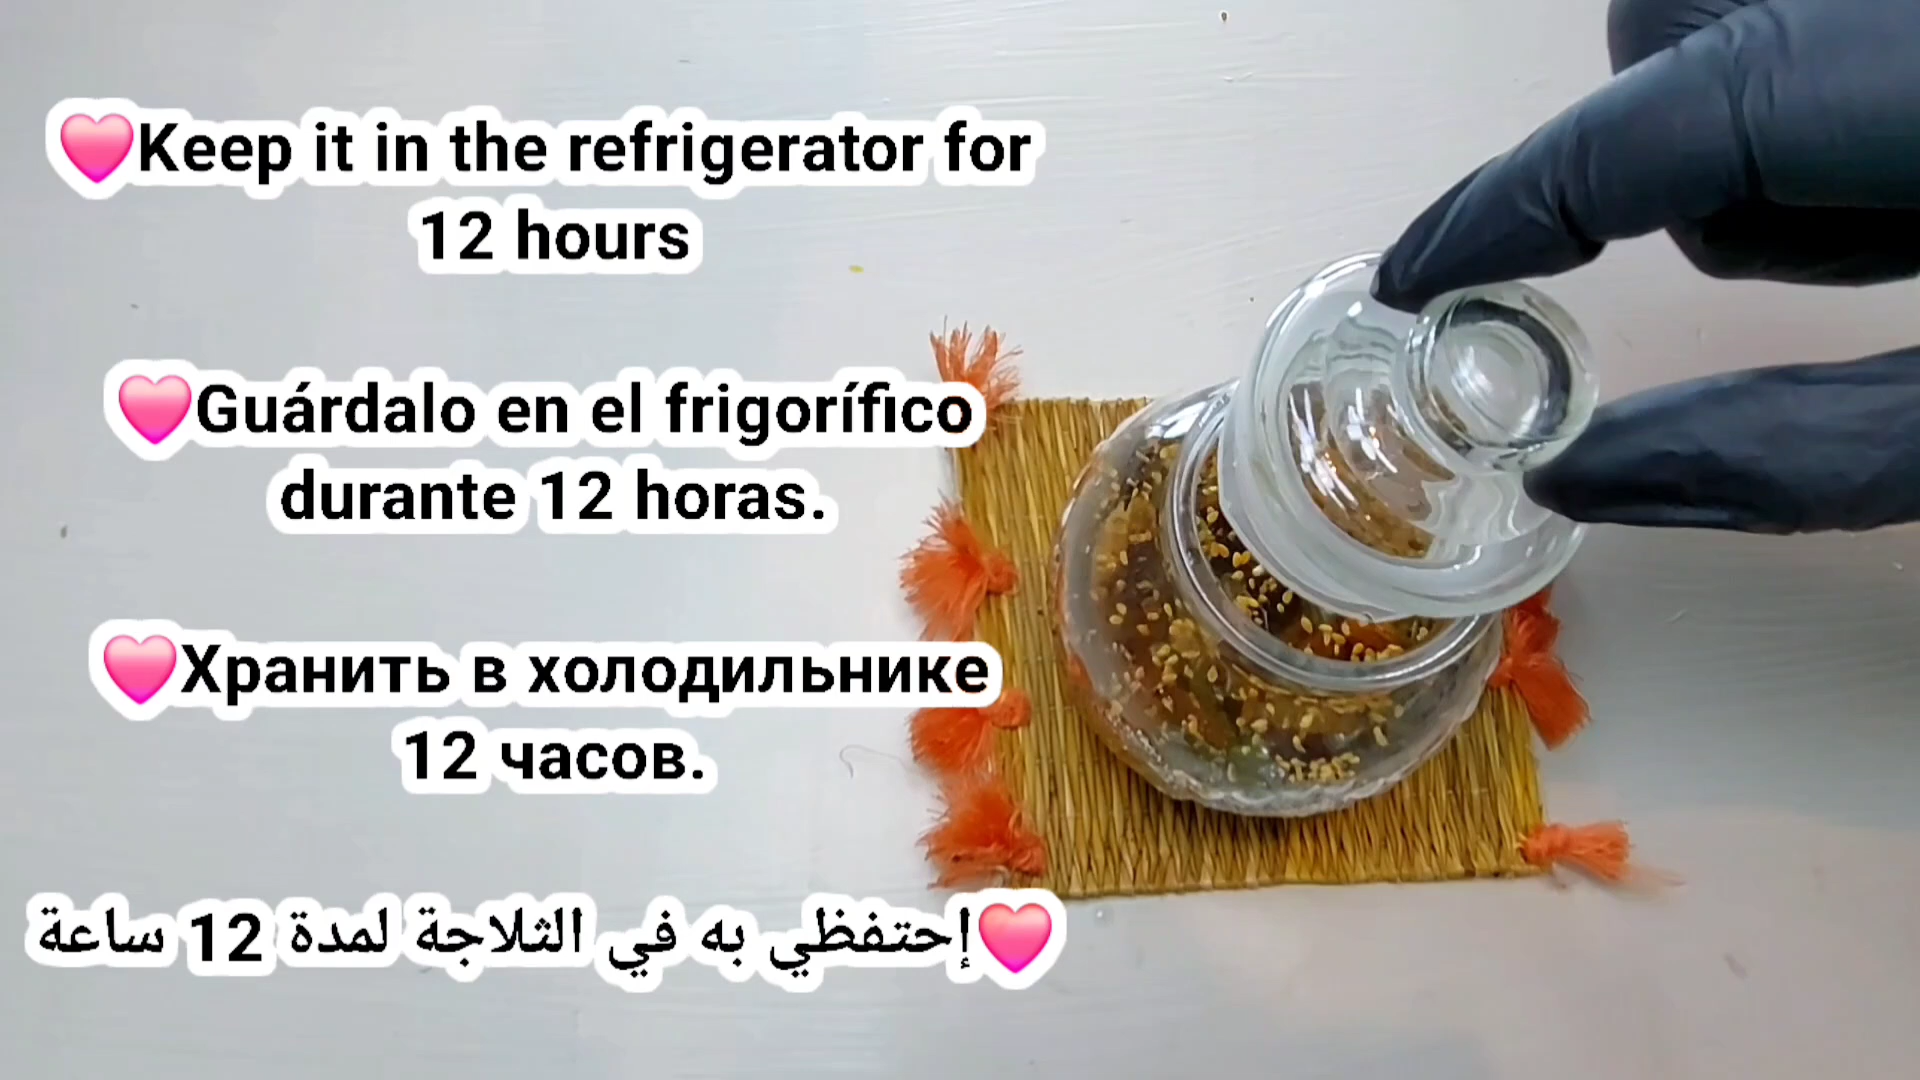 🩷Keep it in the refrigerator for
12 hours
🩷Guárdalo en el frigorífico
durante 12 horas.
🩷Хранить в холодильнике
12 часов.
🩷إحتفظي به في الثلاجة لمدة 12 ساعة